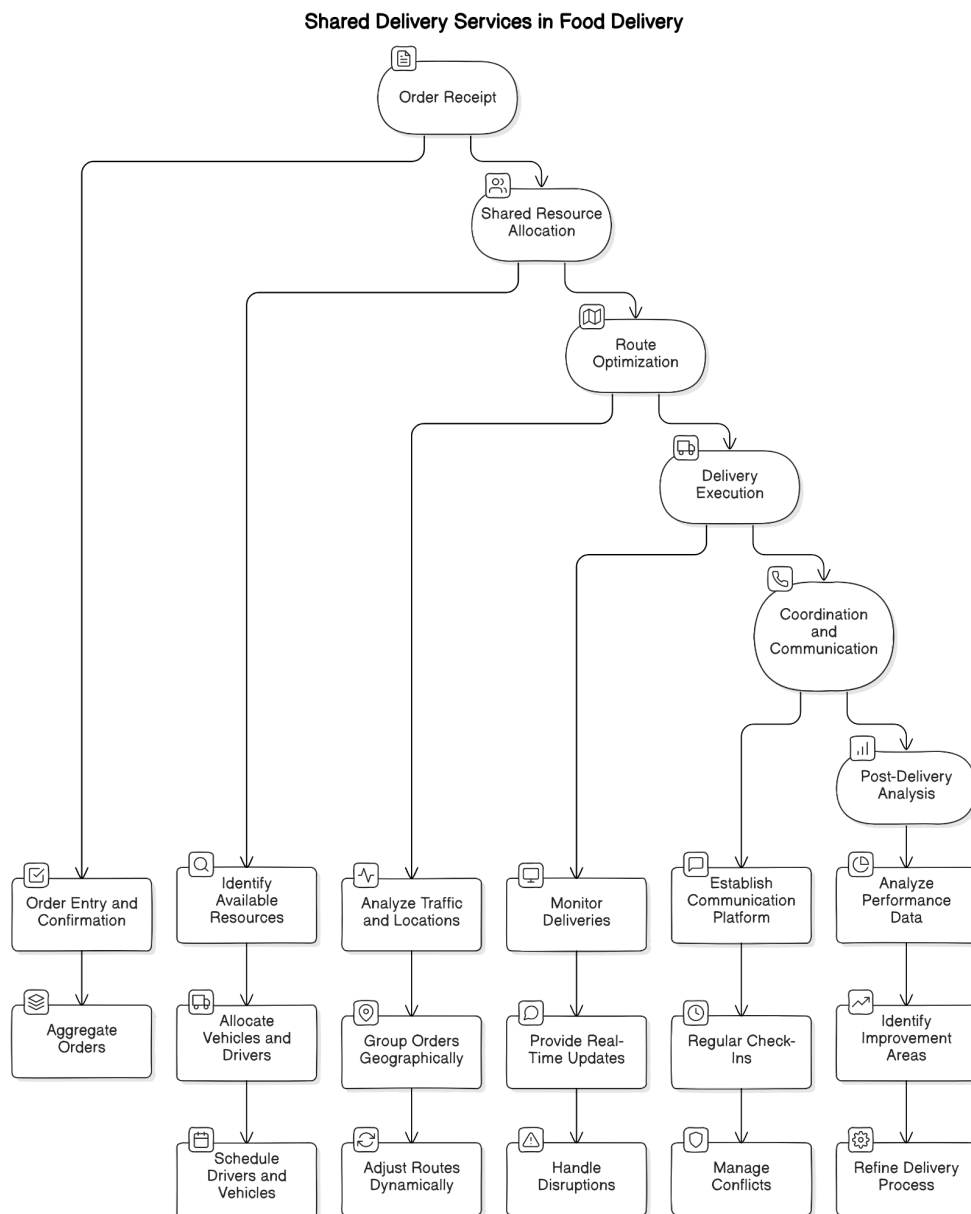 Shared Delivery Services in Food Delivery
Order Receipt
Shared Resource
Allocation
Route
Optimization
Delivery
Execution
Coordination
and
Communication
Post-Delivery
Analysis
Order Entry and
Confirmation
Identify
Available
Resources
Analyze Traffic
and Locations
Monitor
Deliveries
Establish
Communication
Platform
Analyze
Performance
Data
Aggregate
Orders
Allocate
Vehicles and
Drivers
Group Orders
Geographically
Provide Real-
Time Updates
Regular Check-
Ins
Identify
Improvement
Areas
Schedule
Drivers and
Vehicles
Adjust Routes
Dynamically
Handle
Disruptions
Manage
Conflicts
Refine Delivery
Process